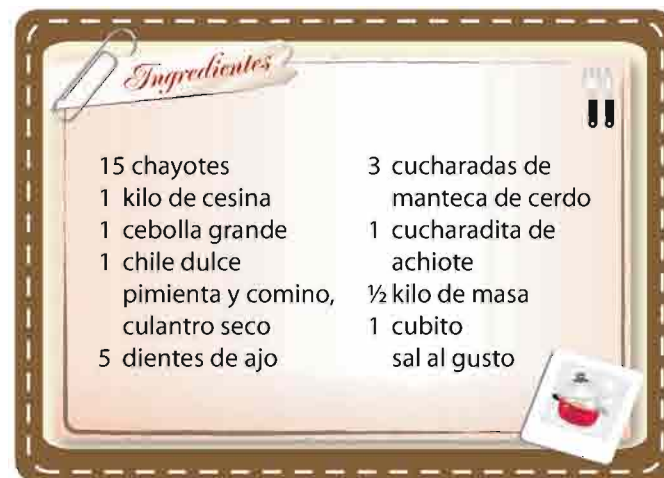 Ingredientes
15 chayotes
1 kilo de cesina
1 cebolla grande
1 chile dulce
pimienta y comino,
culantro seco
5 dientes de ajo
3 cucharadas de
manteca de cerdo
1 cucharadita de
achiote
½ kilo de masa
1 cubito
sal al gusto